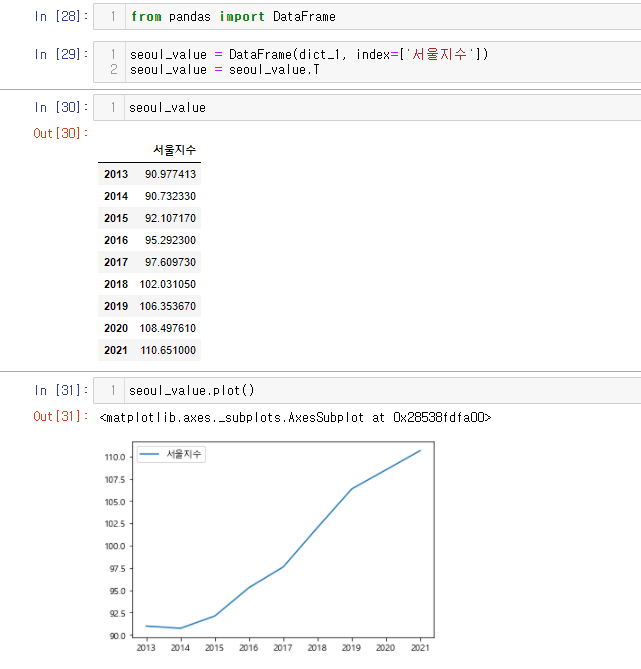 In [28]: 1 from pandas import DataFrame
In [29]: 1 seoul_value = DataFrame(dict_1, index=['서울지수'])
2 seoul_value = seoul_value.T
In [30]: 1 seoul_value
Out[30]:
서울지수
2013 90.977413
2014 90.732330
2015 92.107170
2016 95.292300
2017 97.609730
2018 102.031050
2019 106.353670
2020 108.497610
2021 110.651000
In [31]: 1 seoul_value.plot()
Out[31]: <matplotlib.axes._subplots.AxesSubplot at 0x28538fdfa00>
서울지수
110.0
107.5
105.0
102.5
100.0
97.5
95.0
92.5
90.0
2013 2014 2015 2016 2017 2018 2019 2020 2021